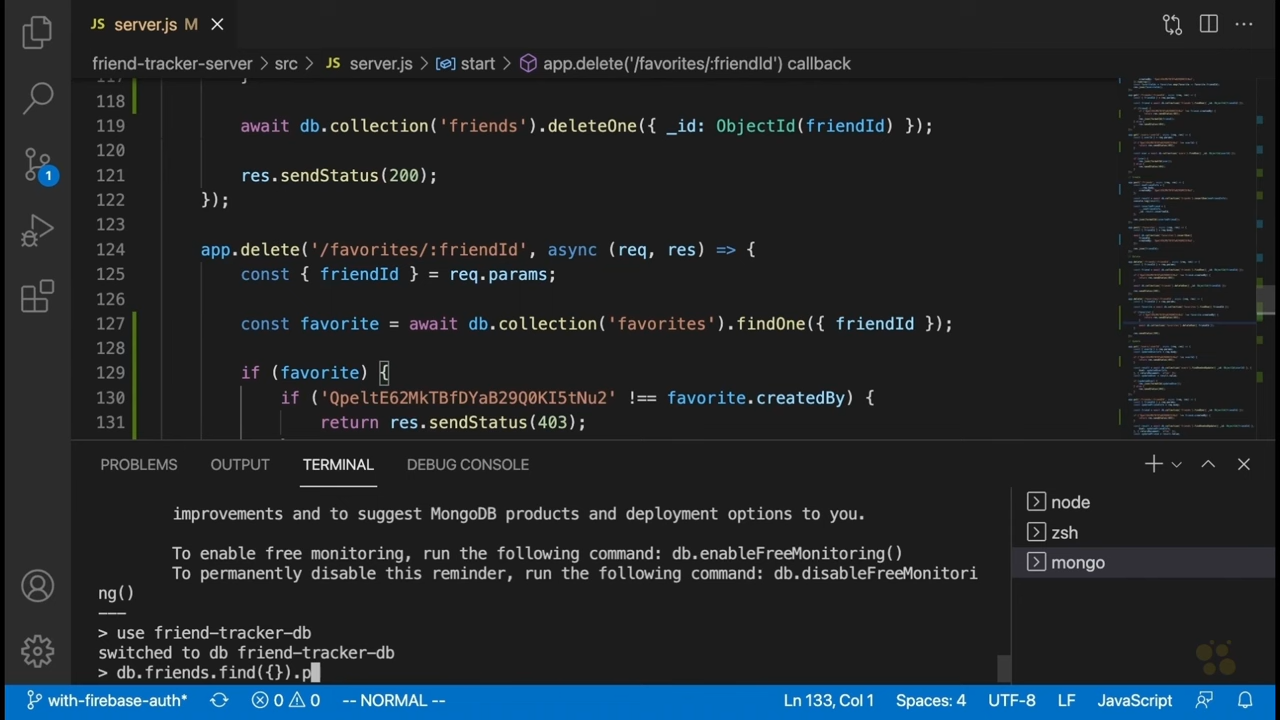 JS server.js M
friend-tracker-server > src > JS server.js > start > app.delete('/favorites/:friendId') callback
118
119 await db.collection('friends').deleteOne({ _id: ObjectId(friendId) });
120
121 res.sendStatus(200);
122 });
123
124 app.delete('/favorites/:friendId', async (req, res) => {
125 const { friendId } = req.params;
126
127 const favorite = await db.collection('favorites').findOne({ friendId });
128
129 if (favorite) {
130 if ( !== favorite.createdBy) {
131 return res.sendStatus(403);
PROBLEMS OUTPUT TERMINAL DEBUG CONSOLE
improvements and to suggest MongoDB products and deployment options to you.
To enable free monitoring, run the following command: db.enableFreeMonitoring()
To permanently disable this reminder, run the following command: db.disableFreeMonitori
ng()
---
> use friend-tracker-db
switched to db friend-tracker-db
> db.friends.find({}).p
node
zsh
mongo
1
with-firebase-auth* 0 0 -- NORMAL -- Ln 133, Col 1 Spaces: 4 UTF-8 LF JavaScript